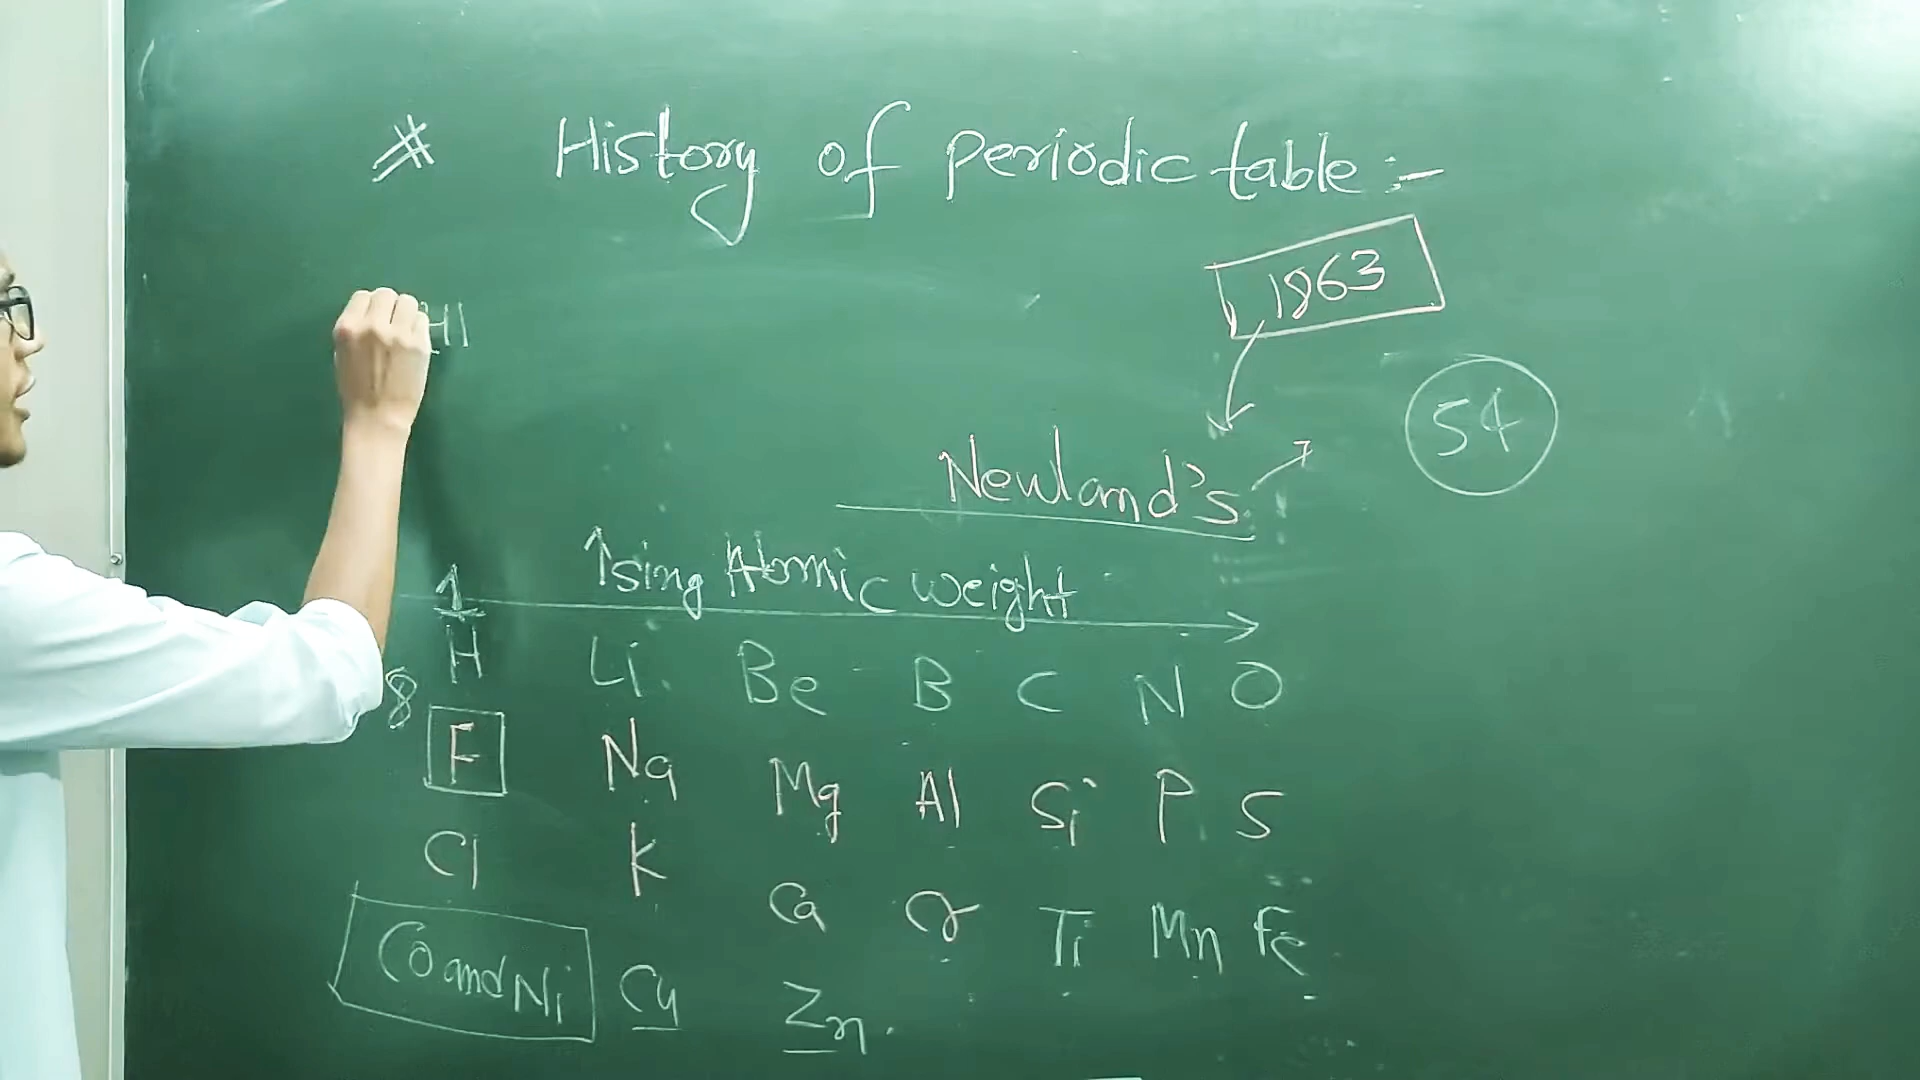 * History of periodic table :-
1863
H
54
Newland's
↑sing Atomic weight
1
H Li Be B C N O
8
F Na Mg Al Si P S
Cl K Ca Cr Ti Mn Fe
Co and Ni Cu Zn.